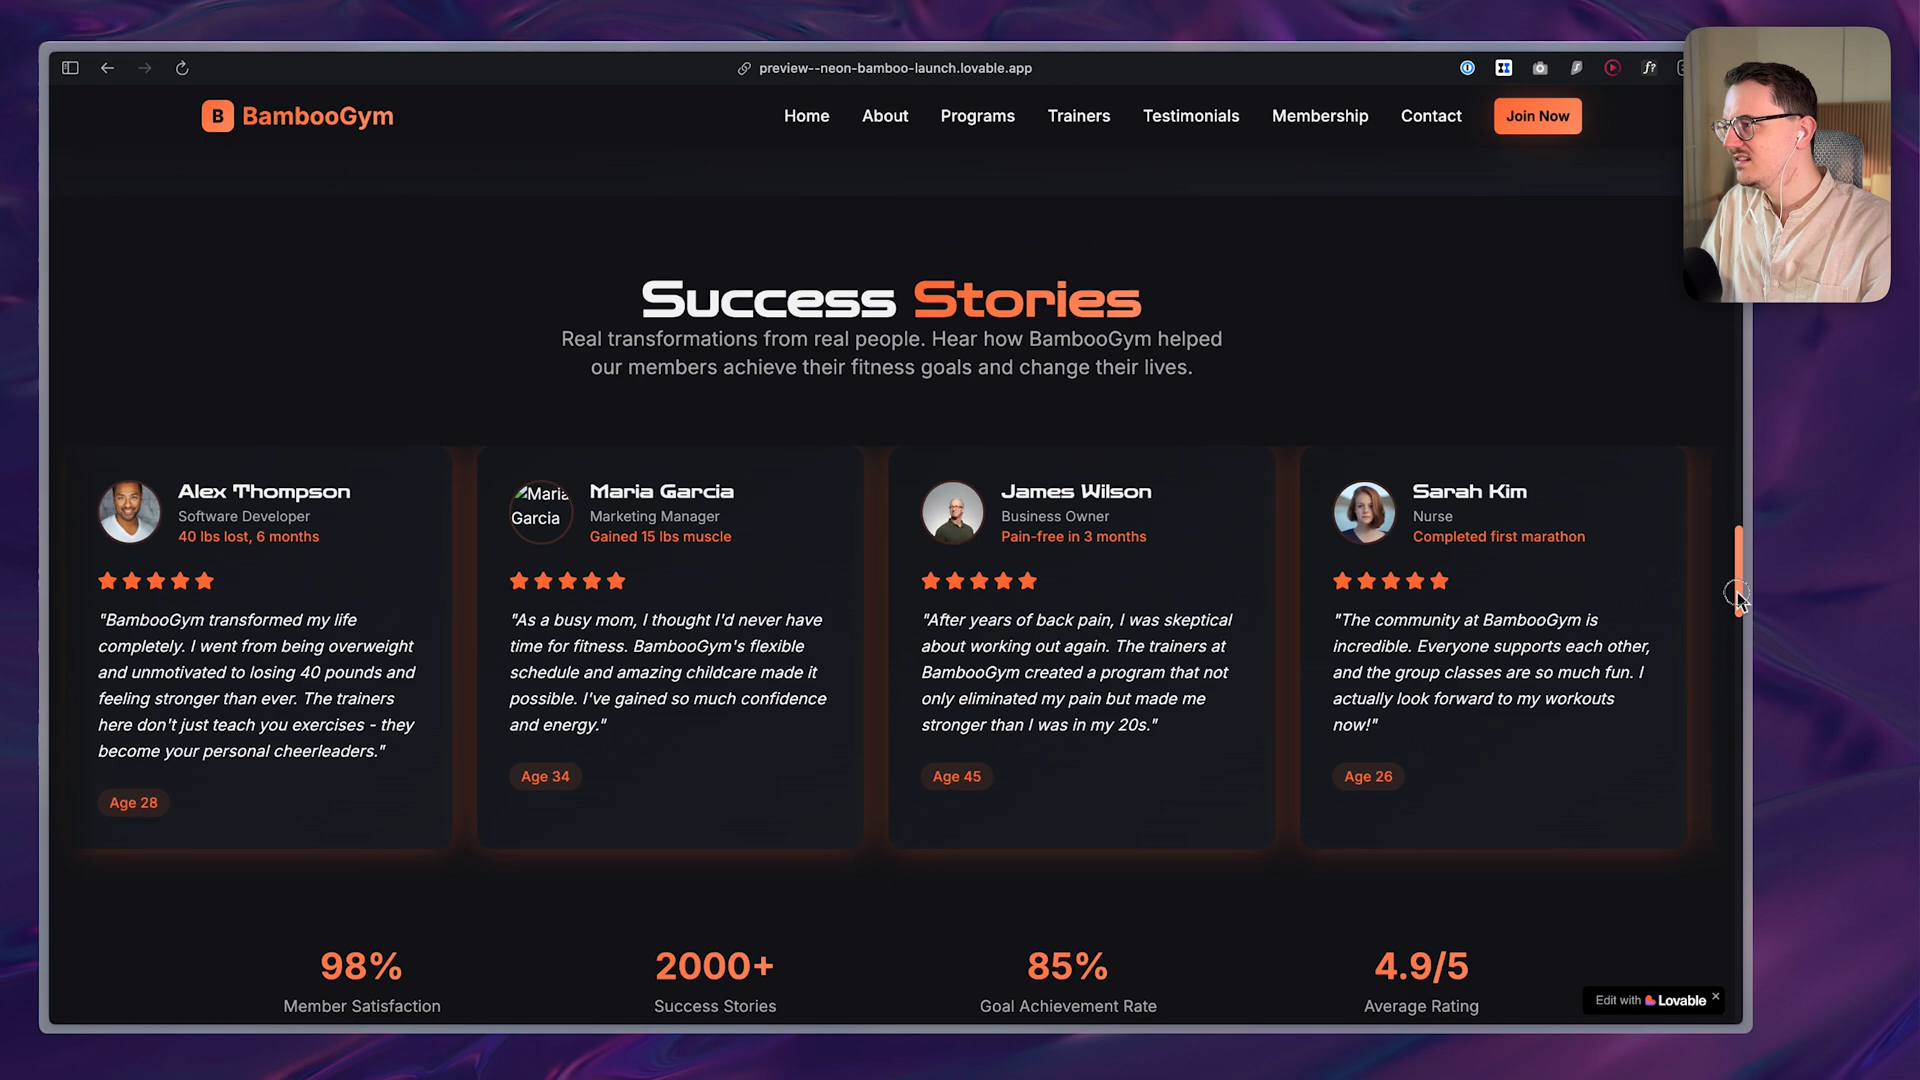 preview--neon-bamboo-launch.lovable.app
f?
B BambooGym
Home About Programs Trainers Testimonials Membership Contact Join Now
Success Stories
Real transformations from real people. Hear how BambooGym helped
our members achieve their fitness goals and change their lives.
Alex Thompson
Software Developer
40 lbs lost, 6 months
"BambooGym transformed my life
completely. I went from being overweight
and unmotivated to losing 40 pounds and
feeling stronger than ever. The trainers
here don't just teach you exercises - they
become your personal cheerleaders."
Age 28
Maria
Garcia
Maria Garcia
Marketing Manager
Gained 15 lbs muscle
"As a busy mom, I thought I'd never have
time for fitness. BambooGym's flexible
schedule and amazing childcare made it
possible. I've gained so much confidence
and energy."
Age 34
James Wilson
Business Owner
Pain-free in 3 months
"After years of back pain, I was skeptical
about working out again. The trainers at
BambooGym created a program that not
only eliminated my pain but made me
stronger than I was in my 20s."
Age 45
Sarah Kim
Nurse
Completed first marathon
"The community at BambooGym is
incredible. Everyone supports each other,
and the group classes are so much fun. I
actually look forward to my workouts
now!"
Age 26
98%
Member Satisfaction
2000+
Success Stories
85%
Goal Achievement Rate
4.9/5
Average Rating
Edit with Lovable